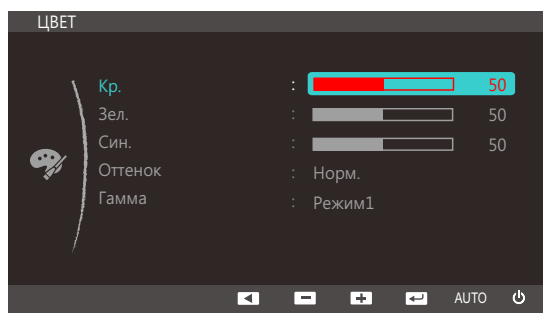 ЦВЕТ
Кр. : 50
Зел. : 50
Син. : 50
Оттенок : Норм.
Гамма : Режим1
AUTO